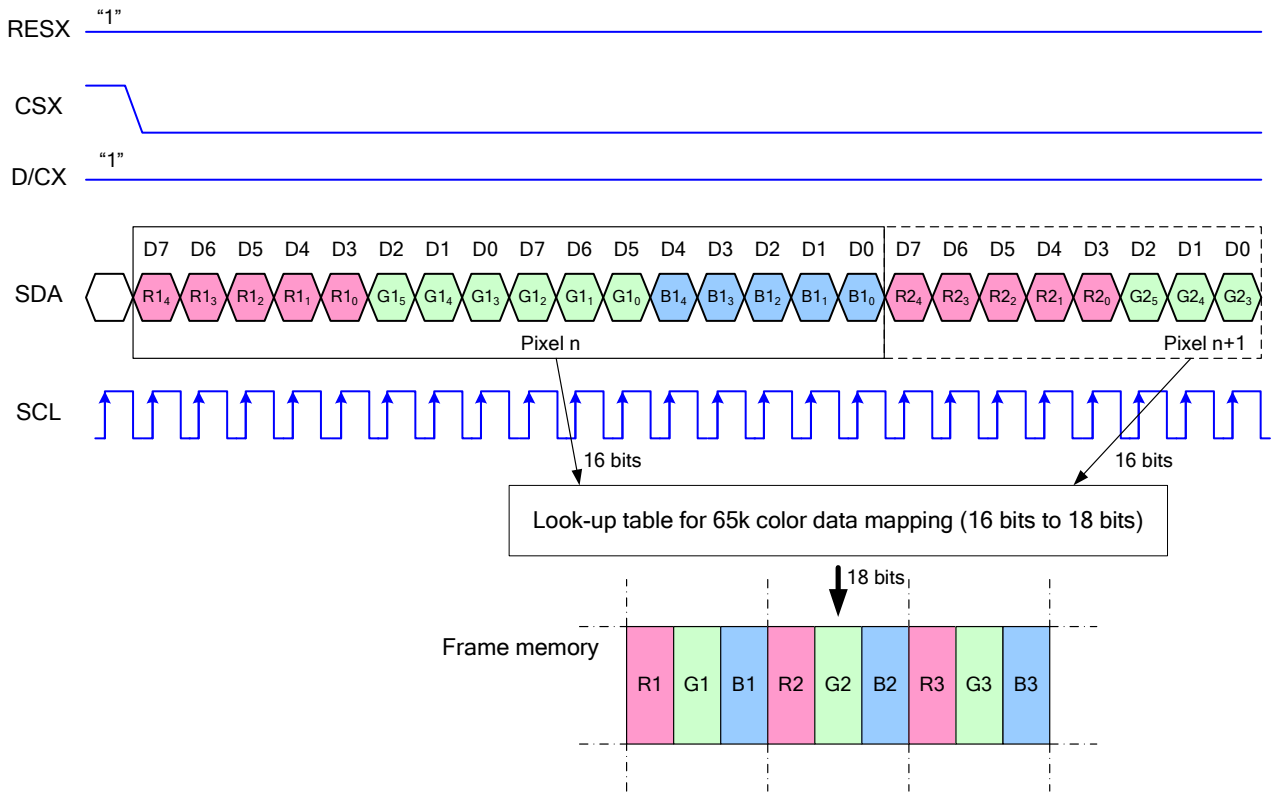 RESX “1”
CSX
D/CX “1”
D7 D6 D5 D4 D3 D2 D1 D0 D7 D6 D5 D4 D3 D2 D1 D0 D7 D6 D5 D4 D3 D2 D1 D0
SDA R1₄ R1₃ R1₂ R1₁ R1₀ G1₅ G1₄ G1₃ G1₂ G1₁ G1₀ B1₄ B1₃ B1₂ B1₁ B1₀ R2₄ R2₃ R2₂ R2₁ R2₀ G2₅ G2₄ G2₃
Pixel n Pixel n+1
SCL
16 bits 16 bits
Look-up table for 65k color data mapping (16 bits to 18 bits)
18 bits
Frame memory
R1 G1 B1 R2 G2 B2 R3 G3 B3